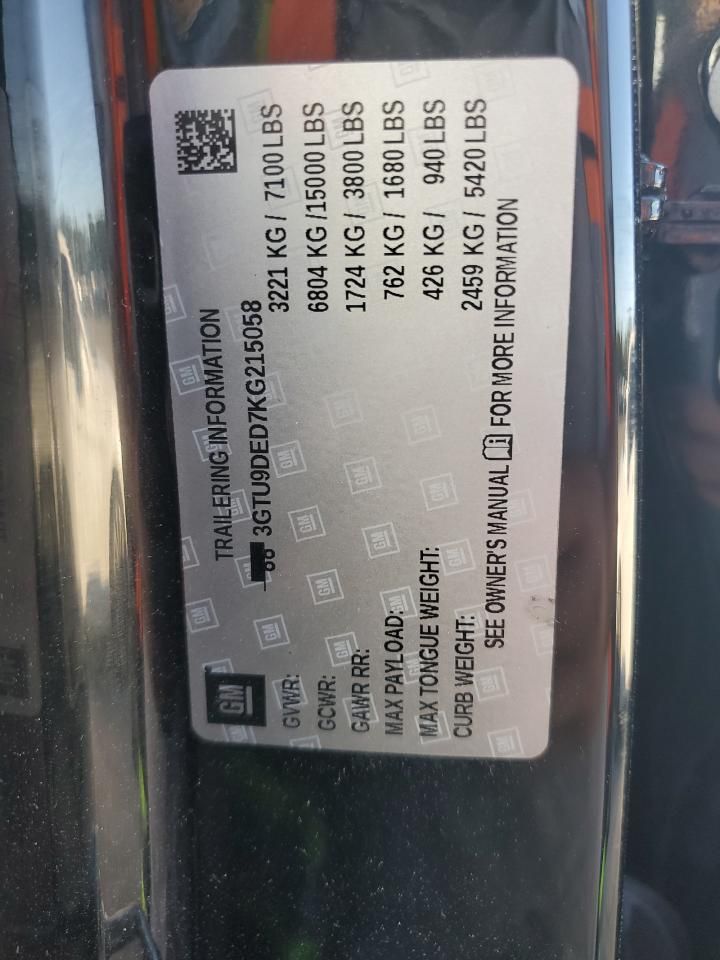 GM
TRAILERING INFORMATION
3GTU9DED7KG215058
GVWR: 3221 KG / 7100 LBS
GCWR: 6804 KG /15000 LBS
GAWR RR: 1724 KG / 3800 LBS
MAX PAYLOAD: 762 KG / 1680 LBS
MAX TONGUE WEIGHT: 426 KG / 940 LBS
CURB WEIGHT: 2459 KG / 5420 LBS
SEE OWNER'S MANUAL FOR MORE INFORMATION